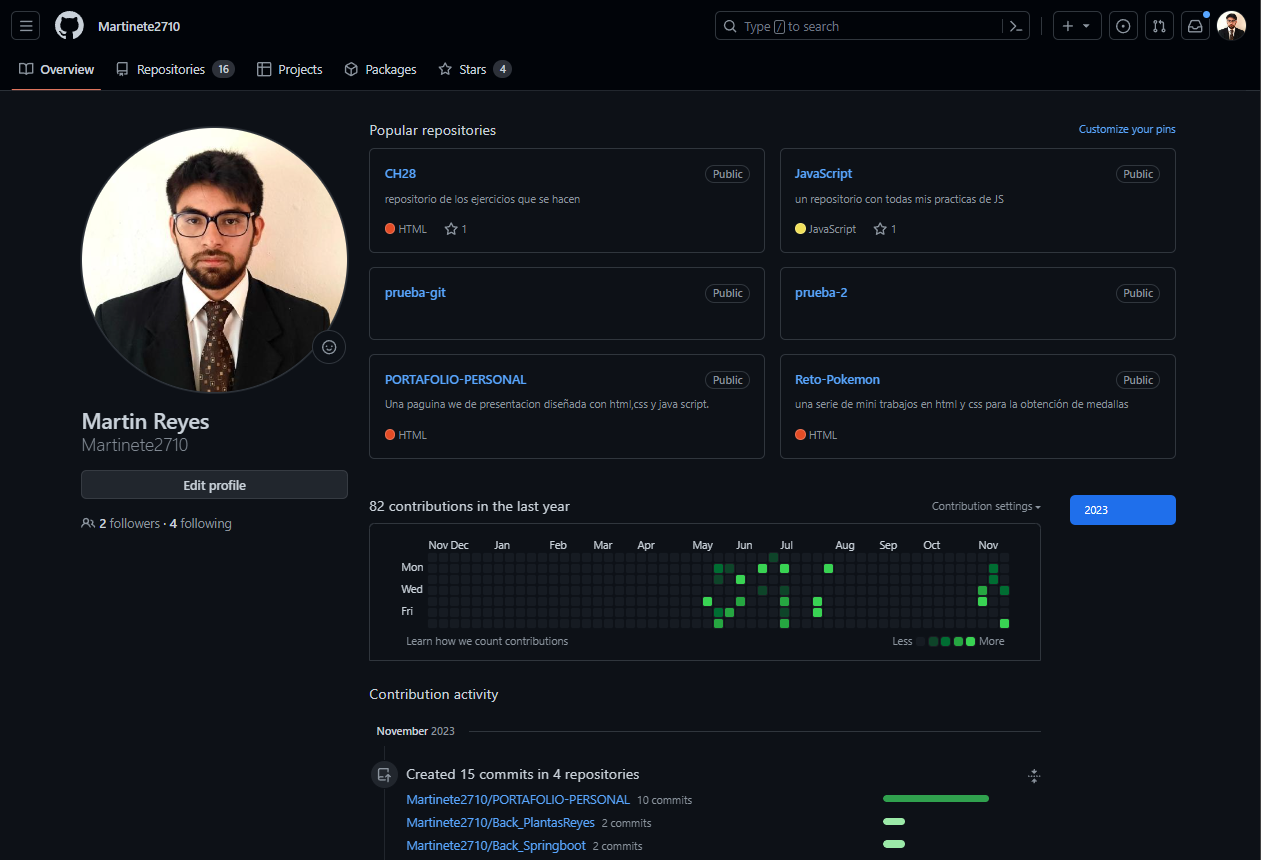 Martinete2710
Type / to search
Overview Repositories 16 Projects Packages Stars 4
Popular repositories
Customize your pins
CH28 Public
repositorio de los ejercicios que se hacen
HTML 1
JavaScript Public
un repositorio con todas mis practicas de JS
JavaScript 1
prueba-git Public
prueba-2 Public
PORTAFOLIO-PERSONAL Public
Una paguina we de presentacion diseñada con html,css y java script.
HTML
Reto-Pokemon Public
una serie de mini trabajos en html y css para la obtención de medallas
HTML
Martin Reyes
Martinete2710
Edit profile
2 followers · 4 following
82 contributions in the last year
Contribution settings
2023
Nov Dec Jan Feb Mar Apr May Jun Jul Aug Sep Oct Nov
Mon
Wed
Fri
Learn how we count contributions
Less More
Contribution activity
November 2023
Created 15 commits in 4 repositories
Martinete2710/PORTAFOLIO-PERSONAL 10 commits
Martinete2710/Back_PlantasReyes 2 commits
Martinete2710/Back_Springboot 2 commits